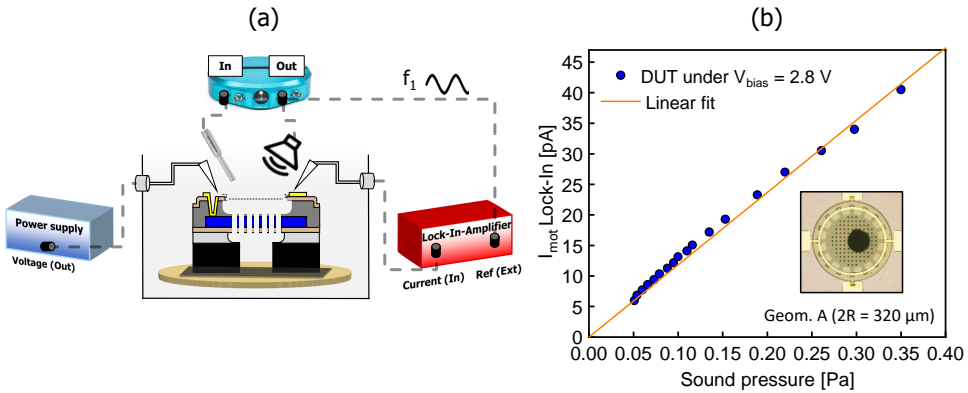 (a)
In
Out
f₁
Power supply
Voltage (Out)
Lock-In-Amplifier
Current (In)
Ref (Ext)
(b)
DUT under V_bias = 2.8 V
Linear fit
I_mot Lock-In [pA]
45
40
35
30
25
20
15
10
5
0
Geom. A (2R = 320 µm)
0.00 0.05 0.10 0.15 0.20 0.25 0.30 0.35 0.40
Sound pressure [Pa]